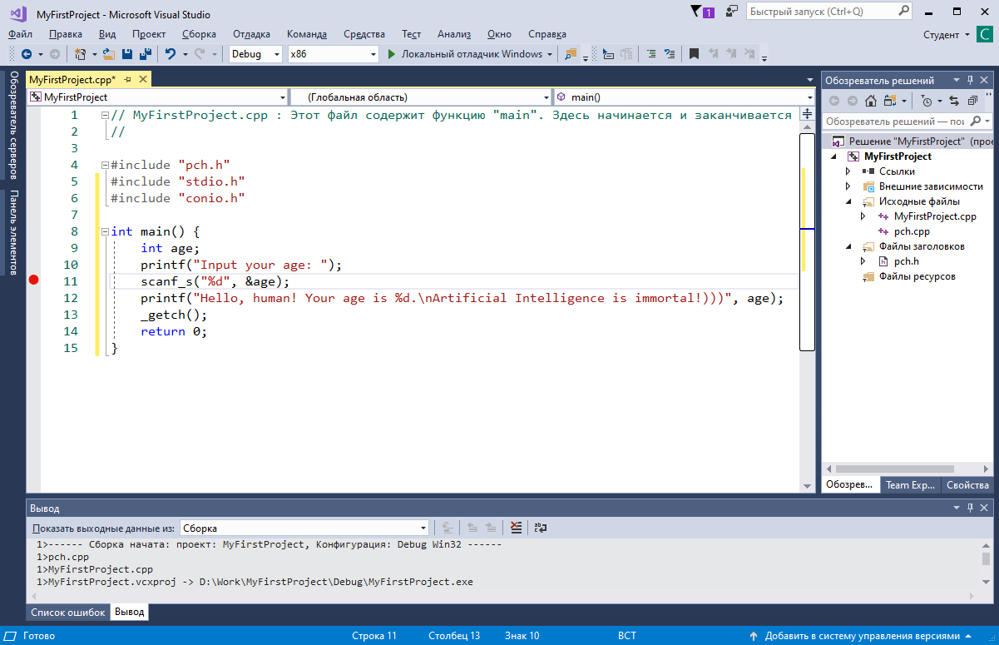 MyFirstProject - Microsoft Visual Studio
1
Быстрый запуск (Ctrl+Q)
Файл Правка Вид Проект Сборка Отладка Команда Средства Тест Анализ Окно Справка
Студент
C
Debug x86 Локальный отладчик Windows
Обозреватель серверов
Панель элементов
MyFirstProject.cpp*
MyFirstProject (Глобальная область) main()
1 // MyFirstProject.cpp : Этот файл содержит функцию "main". Здесь начинается и заканчивается
2 //
3
4 #include "pch.h"
5 #include "stdio.h"
6 #include "conio.h"
7
8 int main() {
9 int age;
10 printf("Input your age: ");
11 scanf_s("%d", &age);
12 printf("Hello, human! Your age is %d.\nArtificial Intelligence is immortal!)))", age);
13 _getch();
14 return 0;
15 }
Обозреватель решений
Обозреватель решений — пои
Решение "MyFirstProject" (прое
MyFirstProject
Ссылки
Внешние зависимости
Исходные файлы
MyFirstProject.cpp
pch.cpp
Файлы заголовков
pch.h
Файлы ресурсов
Обозрев... Team Exp... Свойства
Вывод
Показать выходные данные из: Сборка
1>------ Сборка начата: проект: MyFirstProject, Конфигурация: Debug Win32 ------
1>pch.cpp
1>MyFirstProject.cpp
1>MyFirstProject.vcxproj -> D:\Work\MyFirstProject\Debug\MyFirstProject.exe
Список ошибок Вывод
Готово Строка 11 Столбец 13 Знак 10 ВСТ Добавить в систему управления версиями